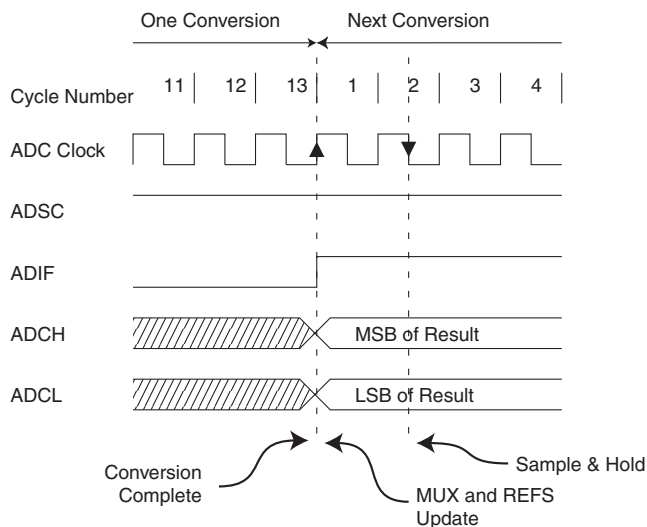 One Conversion Next Conversion
Cycle Number 11 12 13 1 2 3 4
ADC Clock
ADSC
ADIF
ADCH MSB of Result
ADCL LSB of Result
Conversion
Complete
MUX and REFS
Update
Sample & Hold